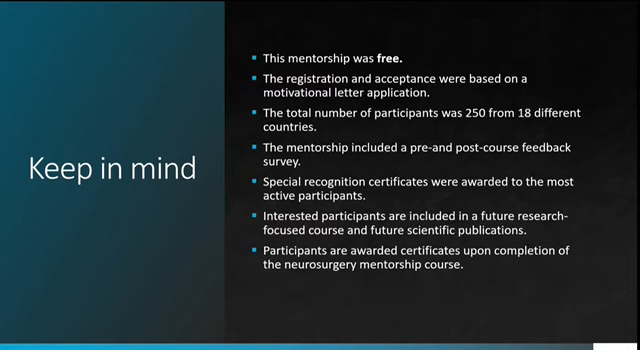 Keep in mind
This mentorship was free.
The registration and acceptance were based on a
motivational letter application.
The total number of participants was 250 from 18 different
countries.
The mentorship included a pre-and post-course feedback
survey.
Special recognition certificates were awarded to the most
active participants.
Interested participants are included in a future research-
focused course and future scientific publications.
Participants are awarded certificates upon completion of
the neurosurgery mentorship course.